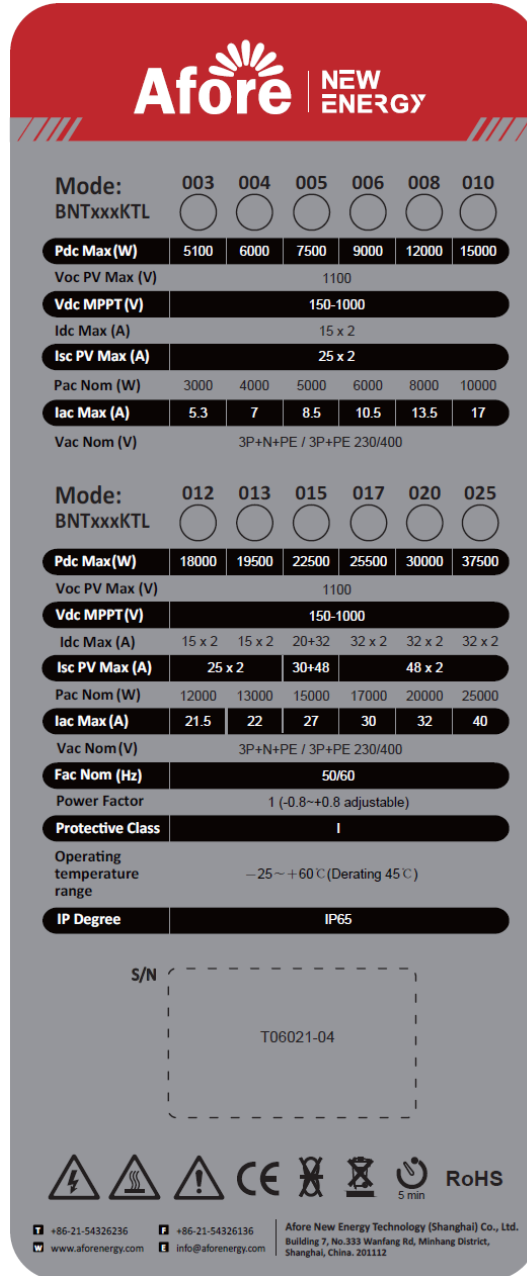 Afore NEW ENERGY
Mode: 003 004 005 006 008 010
BNTxxxKTL
Pdc Max(W) 5100 6000 7500 9000 12000 15000
Voc PV Max (V) 1100
Vdc MPPT(V) 150-1000
Idc Max (A) 15 x 2
Isc PV Max (A) 25 x 2
Pac Nom (W) 3000 4000 5000 6000 8000 10000
Iac Max (A) 5.3 7 8.5 10.5 13.5 17
Vac Nom (V) 3P+N+PE / 3P+PE 230/400
Mode: 012 013 015 017 020 025
BNTxxxKTL
Pdc Max(W) 18000 19500 22500 25500 30000 37500
Voc PV Max (V) 1100
Vdc MPPT(V) 150-1000
Idc Max (A) 15 x 2 15 x 2 20+32 32 x 2 32 x 2 32 x 2
Isc PV Max (A) 25 x 2 30+48 48 x 2
Pac Nom (W) 12000 13000 15000 17000 20000 25000
Iac Max (A) 21.5 22 27 30 32 40
Vac Nom(V) 3P+N+PE / 3P+PE 230/400
Fac Nom (Hz) 50/60
Power Factor 1 (-0.8~+0.8 adjustable)
Protective Class I
Operating
temperature －25～＋60℃(Derating 45℃)
range
IP Degree IP65
S/N
T06021-04
CE 5 min RoHS
T +86-21-54326236 F +86-21-54326136
W www.aforenergy.com E info@aforenergy.com
Afore New Energy Technology (Shanghai) Co., Ltd.
Building 7, No.333 Wanfang Rd, Minhang District,
Shanghai, China. 201112